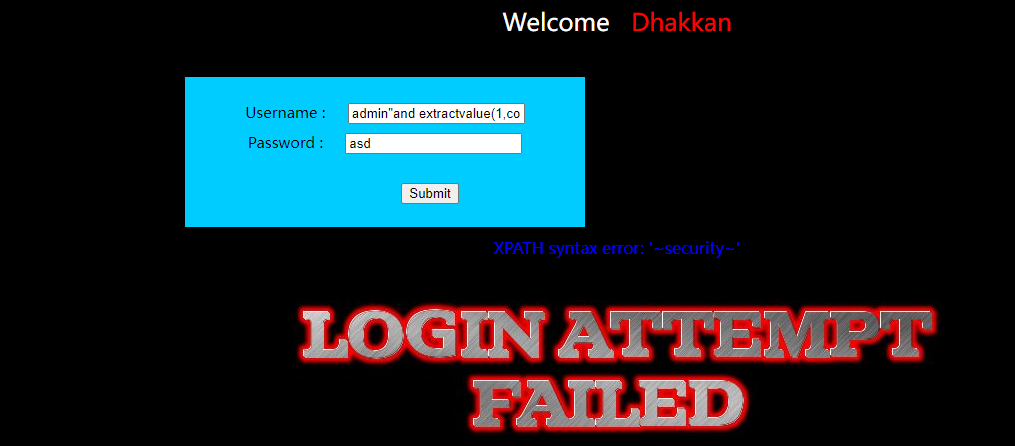 Welcome Dhakkan
Username : admin"and extractvalue(1,co
Password : asd
Submit
XPATH syntax error: '~security~'
LOGIN ATTEMPT
FAILED